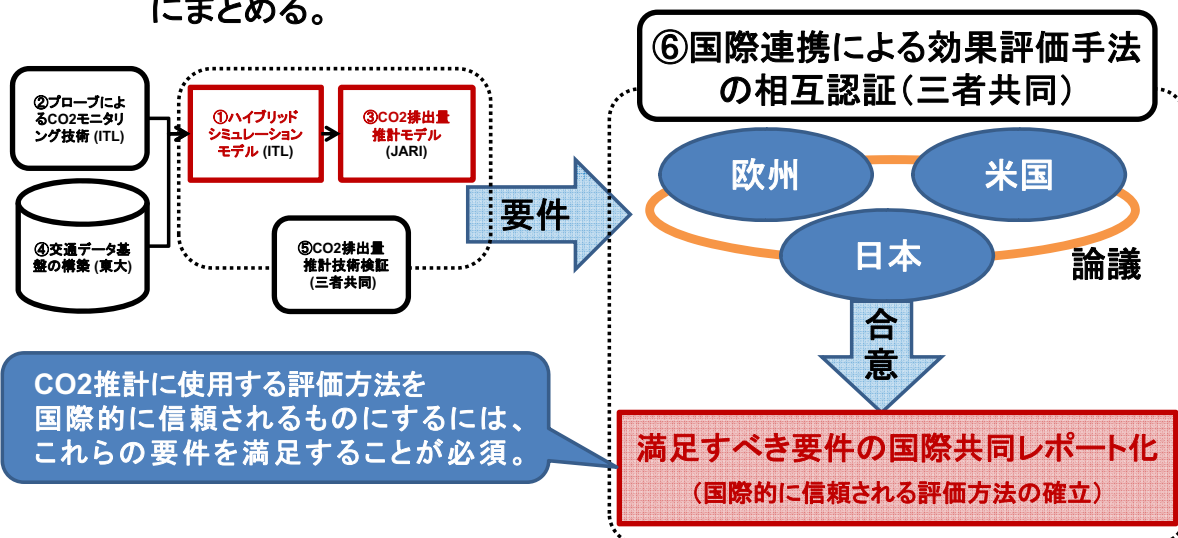 にまとめる。
②プローブによ
るCO2モニタリ
ング技術 (ITL)
①ハイブリッド
シミュレーション
モデル (ITL)
③CO2排出量
推計モデル
(JARI)
④交通データ基
盤の構築 (東大)
⑤CO2排出量
推計技術検証
(三者共同)
要件
⑥国際連携による効果評価手法
の相互認証（三者共同）
欧州
米国
日本
論議
合
意
CO2推計に使用する評価方法を
国際的に信頼されるものにするには、
これらの要件を満足することが必須。
満足すべき要件の国際共同レポート化
（国際的に信頼される評価方法の確立）